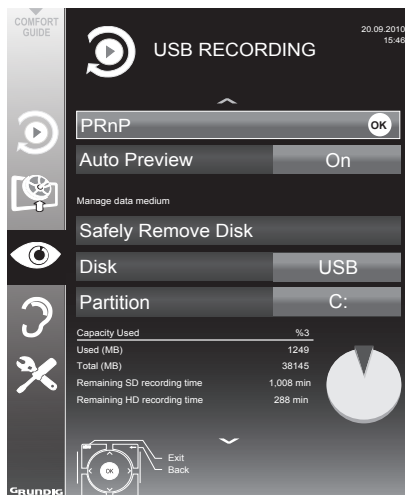 COMFORT
GUIDE
USB RECORDING
20.09.2010
15:46
PRnP
OK
Auto Preview
On
Manage data medium
Safely Remove Disk
Disk
USB
Partition
C:
Capacity Used
%3
Used (MB)
1249
Total (MB)
38145
Remaining SD recording time
1,008 min
Remaining HD recording time
288 min
Exit
Back
OK
GRUNDIG